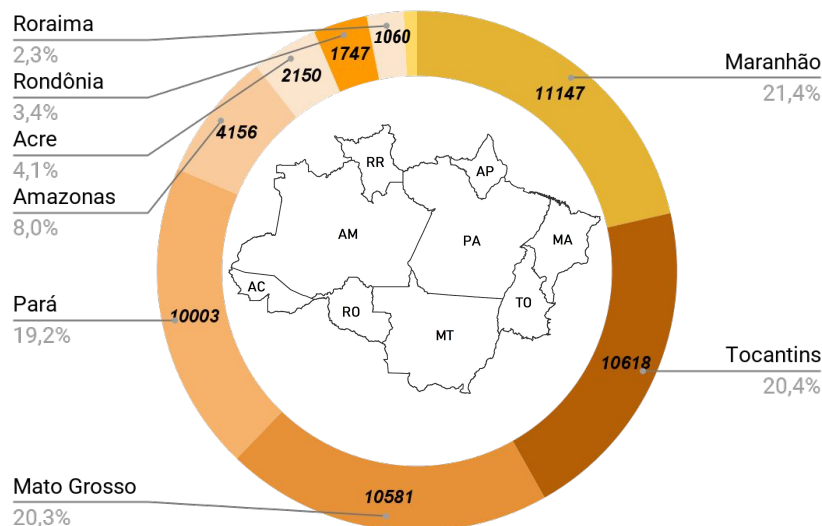 Roraima
2,3%
Rondônia
3,4%
Acre
4,1%
Amazonas
8,0%
Pará
19,2%
Mato Grosso
20,3%
1060
1747
2150
4156
10003
10581
11147
10618
Maranhão
21,4%
Tocantins
20,4%
RR
AP
AM
PA
MA
AC
RO
TO
MT